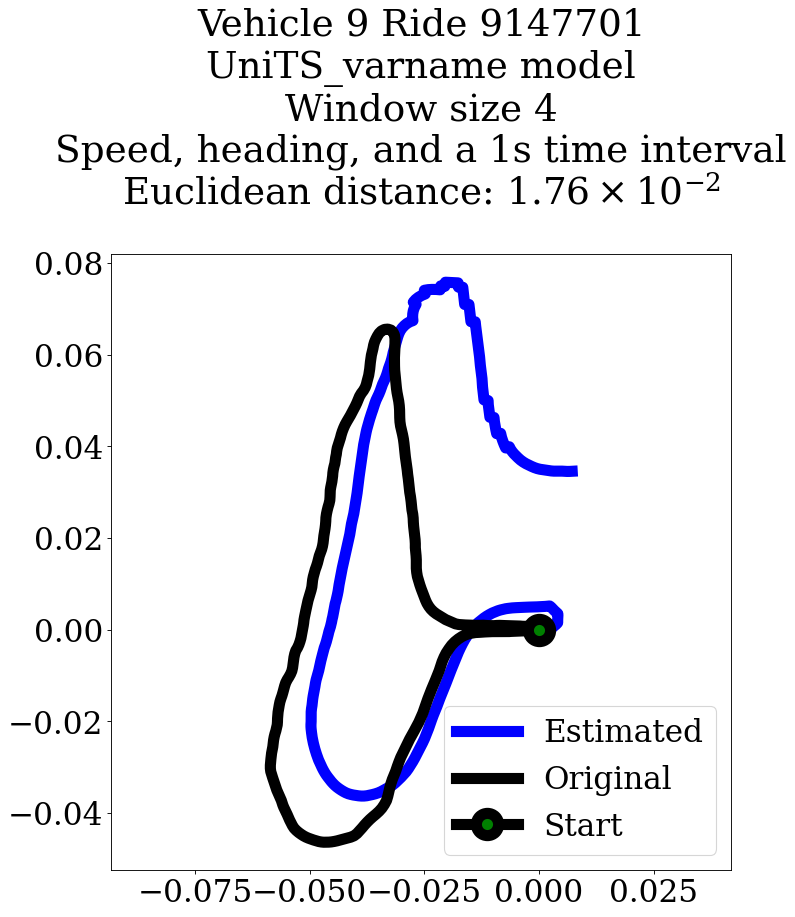 Vehicle 9 Ride 9147701
UniTS_varname model
Window size 4
Speed, heading, and a 1s time interval
Euclidean distance: 1.76 × 10⁻²
0.08
0.06
0.04
0.02
0.00
−0.02
−0.04
Estimated
Original
Start
−0.075 −0.050 −0.025 0.000 0.025